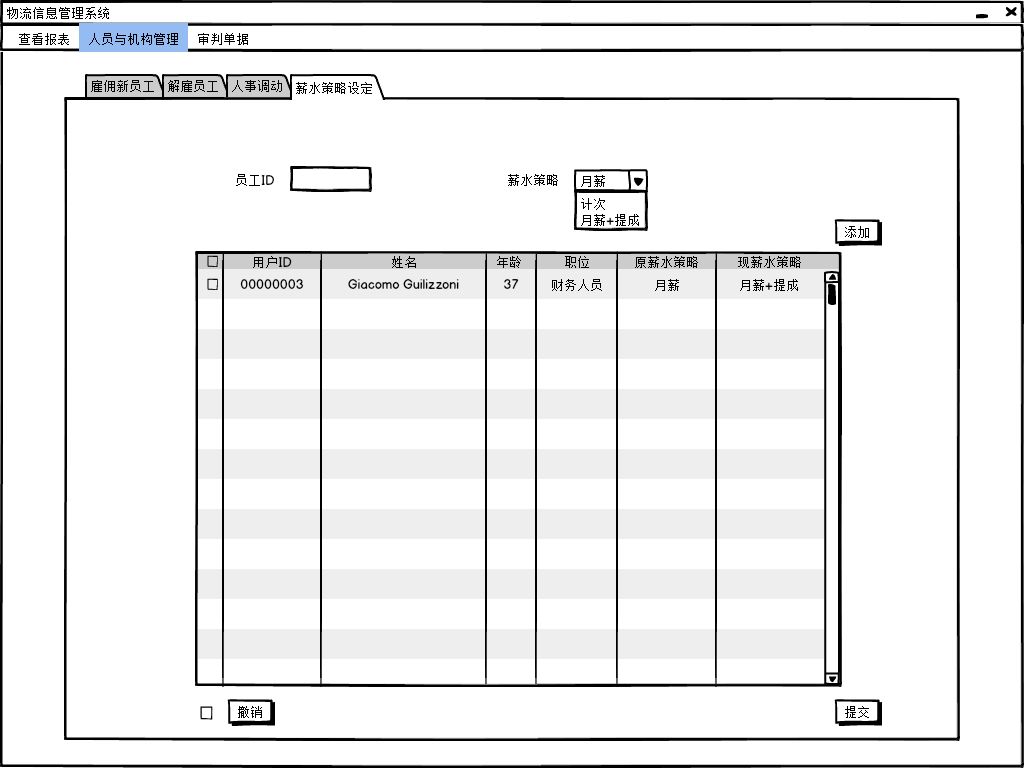 物流信息管理系统
查看报表 人员与机构管理 审判单据
雇佣新员工 解雇员工 人事调动 薪水策略设定
员工ID 薪水策略 月薪
计次
月薪+提成
添加
用户ID 姓名 年龄 职位 原薪水策略 现薪水策略
00000003 Giacomo Guilizzoni 37 财务人员 月薪 月薪+提成
撤销 提交